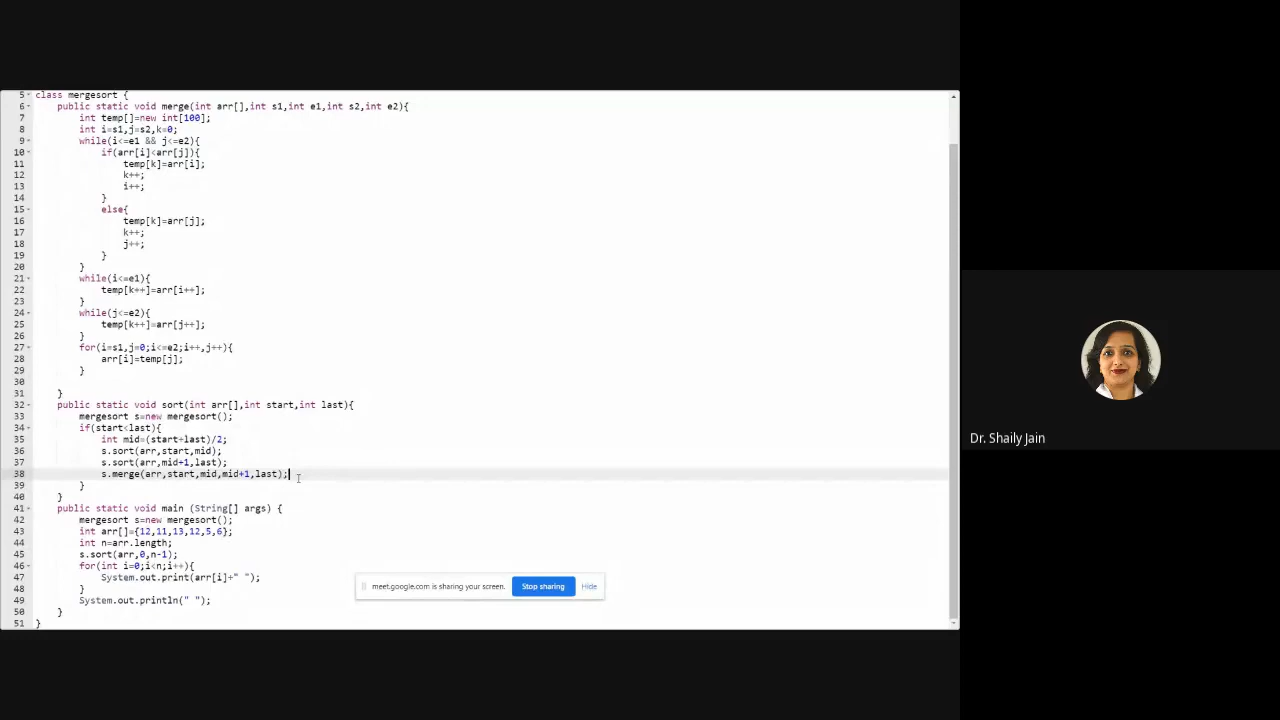 5 class mergesort {
6 public static void merge(int arr[],int s1,int e1,int s2,int e2){
7 int temp[]=new int[100];
8 int i=s1,j=s2,k=0;
9 while(i<=e1 && j<=e2){
10 if(arr[i]<arr[j]){
11 temp[k]=arr[i];
12 k++;
13 i++;
14 }
15 else{
16 temp[k]=arr[j];
17 k++;
18 j++;
19 }
20 }
21 while(i<=e1){
22 temp[k++]=arr[i++];
23 }
24 while(j<=e2){
25 temp[k++]=arr[j++];
26 }
27 for(i=s1,j=0;i<=e2;i++,j++){
28 arr[i]=temp[j];
29 }
30
31 }
32 public static void sort(int arr[],int start,int last){
33 mergesort s=new mergesort();
34 if(start<last){
35 int mid=(start+last)/2;
36 s.sort(arr,start,mid);
37 s.sort(arr,mid+1,last);
38 s.merge(arr,start,mid,mid+1,last);
39 }
40 }
41 public static void main (String[] args) {
42 mergesort s=new mergesort();
43 int arr[]={12,11,13,12,5,6};
44 int n=arr.length;
45 s.sort(arr,0,n-1);
46 for(int i=0;i<n;i++){
47 System.out.print(arr[i]+" ");
48 }
49 System.out.println(" ");
50 }
51 }
meet.google.com is sharing your screen. Stop sharing Hide
Dr. Shaily Jain